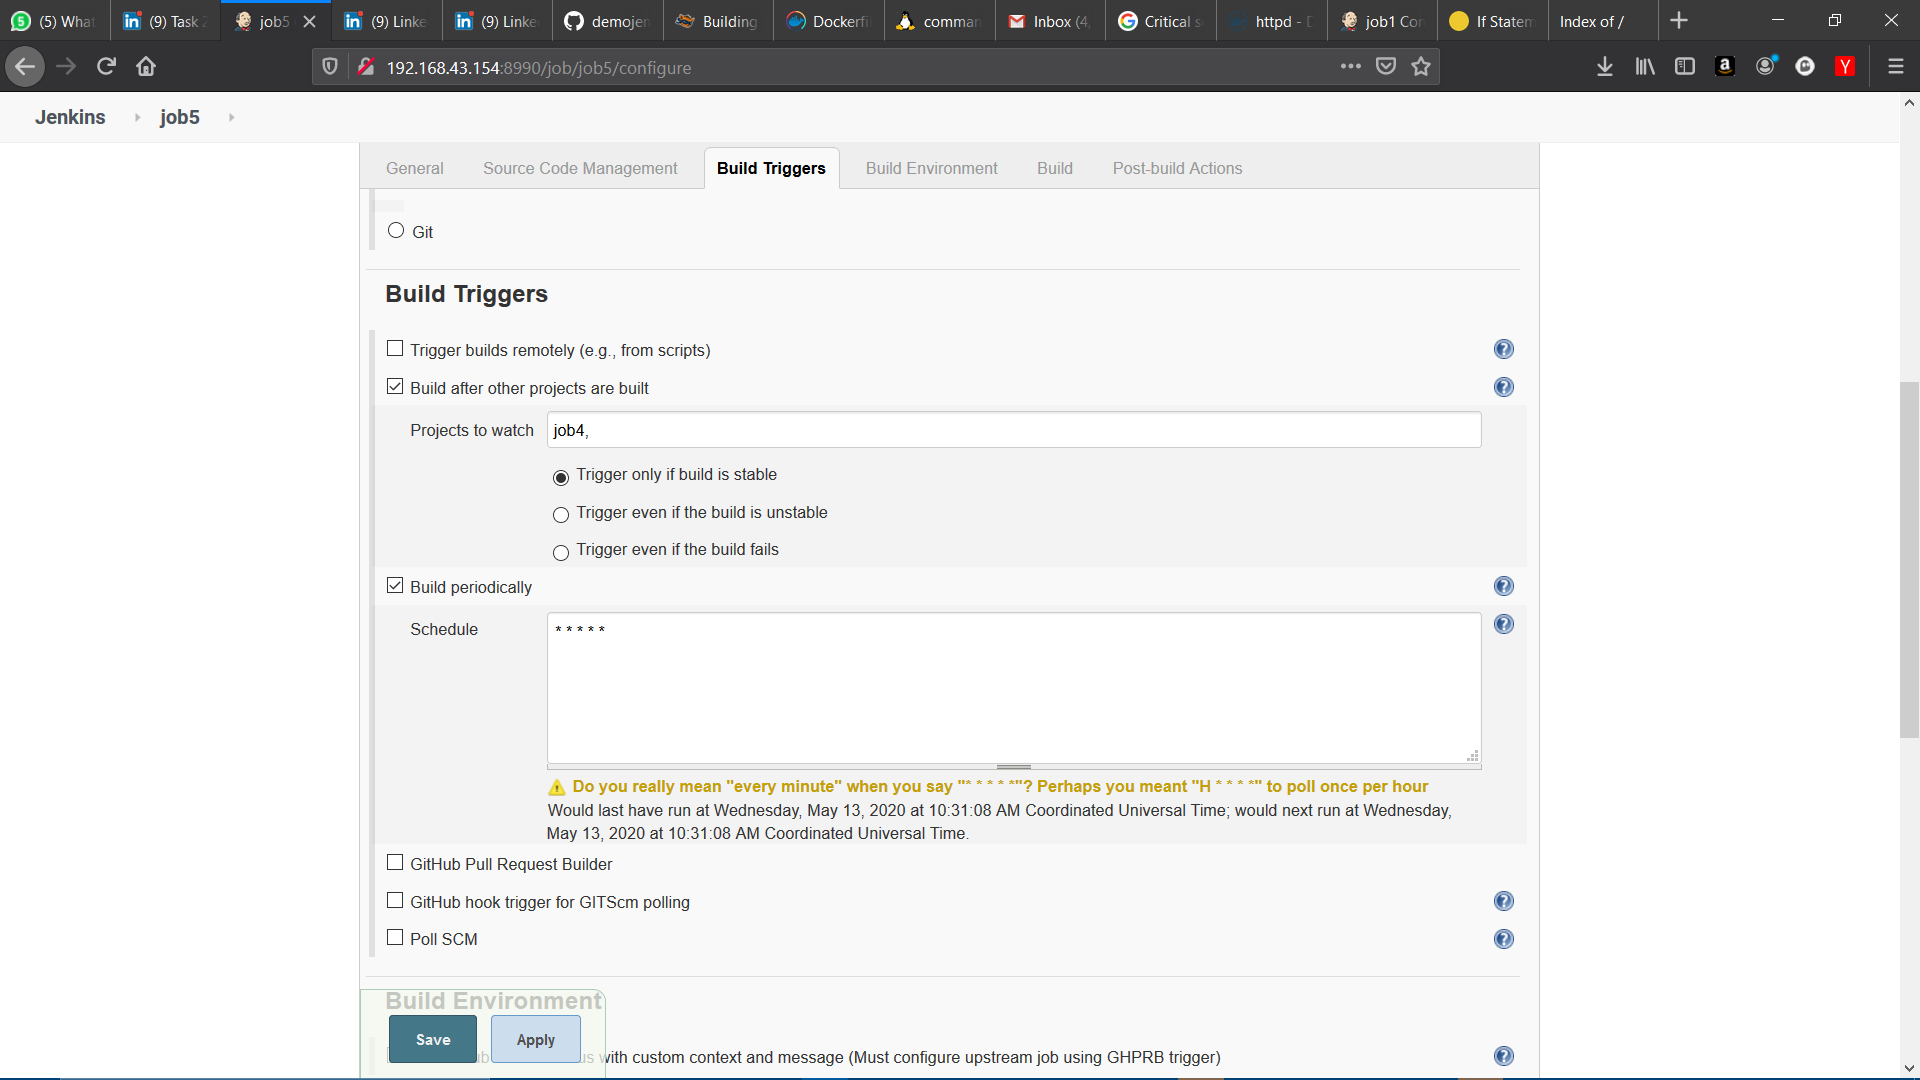 (5) What
(9) Task
job5
(9) Linke
(9) Linke
demojen
Building
Dockerfi
comman
Inbox (4,
Critical s
httpd - D
job1 Con
If Statem
Index of /
192.168.43.154:8990/job/job5/configure
Jenkins
job5
General
Source Code Management
Build Triggers
Build Environment
Build
Post-build Actions
Git
Build Triggers
Trigger builds remotely (e.g., from scripts)
Build after other projects are built
Projects to watch
job4,
Trigger only if build is stable
Trigger even if the build is unstable
Trigger even if the build fails
Build periodically
Schedule
* * * * *
Do you really mean "every minute" when you say "* * * * *"? Perhaps you meant "H * * * *" to poll once per hour
Would last have run at Wednesday, May 13, 2020 at 10:31:08 AM Coordinated Universal Time; would next run at Wednesday,
May 13, 2020 at 10:31:08 AM Coordinated Universal Time.
GitHub Pull Request Builder
GitHub hook trigger for GITScm polling
Poll SCM
Build Environment
Save
Apply
with custom context and message (Must configure upstream job using GHPRB trigger)